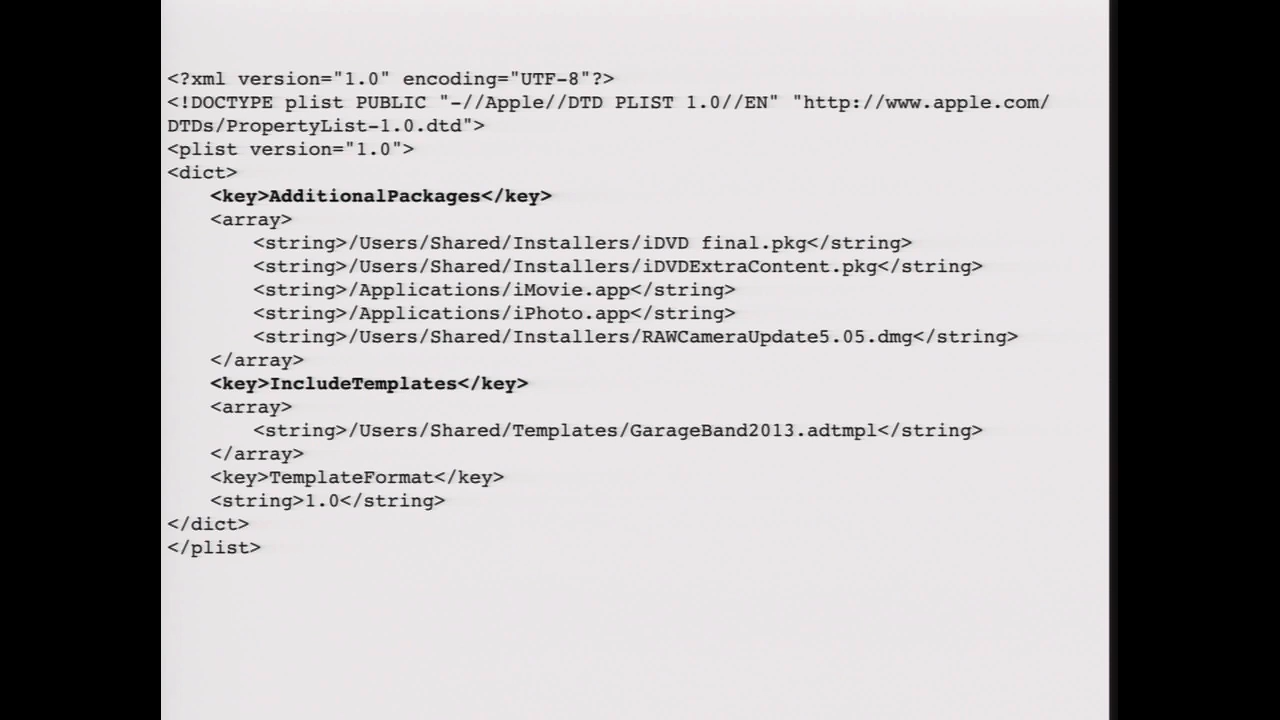 <?xml version="1.0" encoding="UTF-8"?>
<!DOCTYPE plist PUBLIC "-//Apple//DTD PLIST 1.0//EN" "http://www.apple.com/
DTDs/PropertyList-1.0.dtd">
<plist version="1.0">
<dict>
<key>AdditionalPackages</key>
<array>
<string>/Users/Shared/Installers/iDVD final.pkg</string>
<string>/Users/Shared/Installers/iDVDExtraContent.pkg</string>
<string>/Applications/iMovie.app</string>
<string>/Applications/iPhoto.app</string>
<string>/Users/Shared/Installers/RAWCameraUpdate5.05.dmg</string>
</array>
<key>IncludeTemplates</key>
<array>
<string>/Users/Shared/Templates/GarageBand2013.adtmpl</string>
</array>
<key>TemplateFormat</key>
<string>1.0</string>
</dict>
</plist>